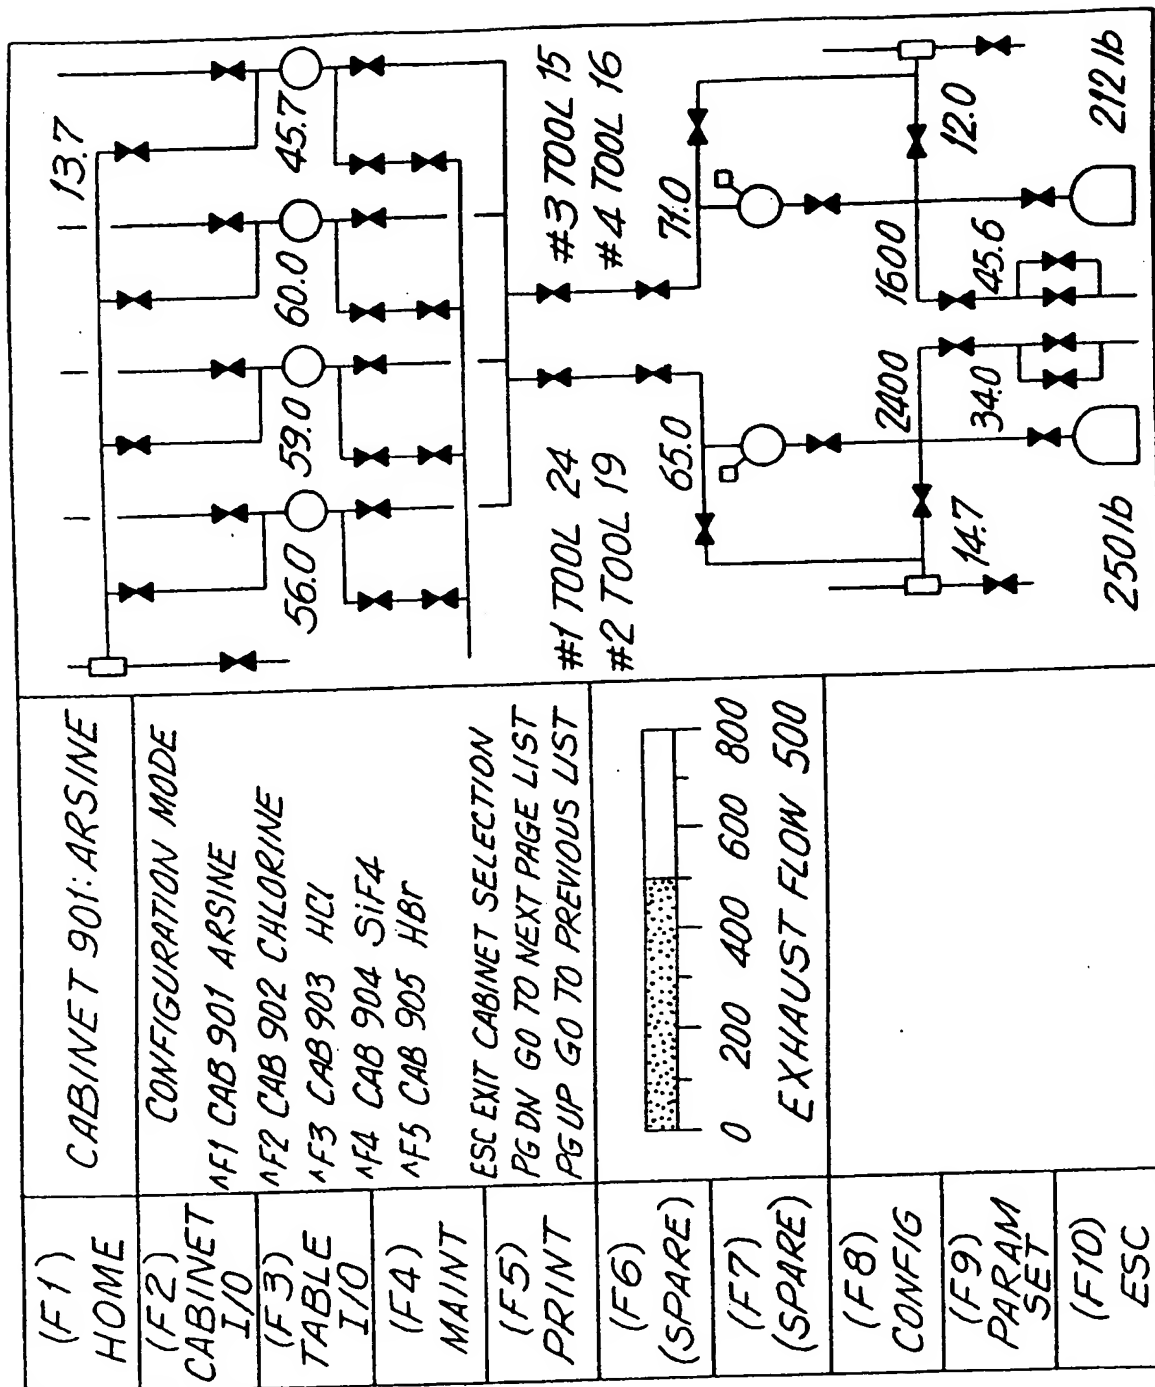 (F1)
HOME
(F2)
CABINET
I/O
(F3)
TABLE
I/O
(F4)
MAINT
(F5)
PRINT
(F6)
(SPARE)
(F7)
(SPARE)
(F8)
CONFIG
(F9)
PARAM
SET
(F10)
ESC
CABINET 901: ARSINE
CONFIGURATION MODE
^F1 CAB 901 ARSINE
^F2 CAB 902 CHLORINE
^F3 CAB 903 HCl
^F4 CAB 904 SiF4
^F5 CAB 905 HBr
ESC EXIT CABINET SELECTION
PG DN GO TO NEXT PAGE LIST
PG UP GO TO PREVIOUS LIST
0 200 400 600 800
EXHAUST FLOW 500
13.7
56.0 59.0 60.0 45.7
#1 TOOL 24
#2 TOOL 19
#3 TOOL 15
#4 TOOL 16
65.0 71.0
2400 1600
14.7 34.0 45.6 12.0
250 lb 212 lb